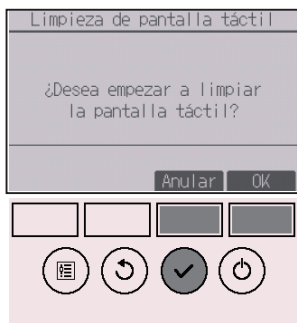 Limpieza de pantalla táctil
¿Desea empezar a limpiar
la pantalla táctil?
Anular OK